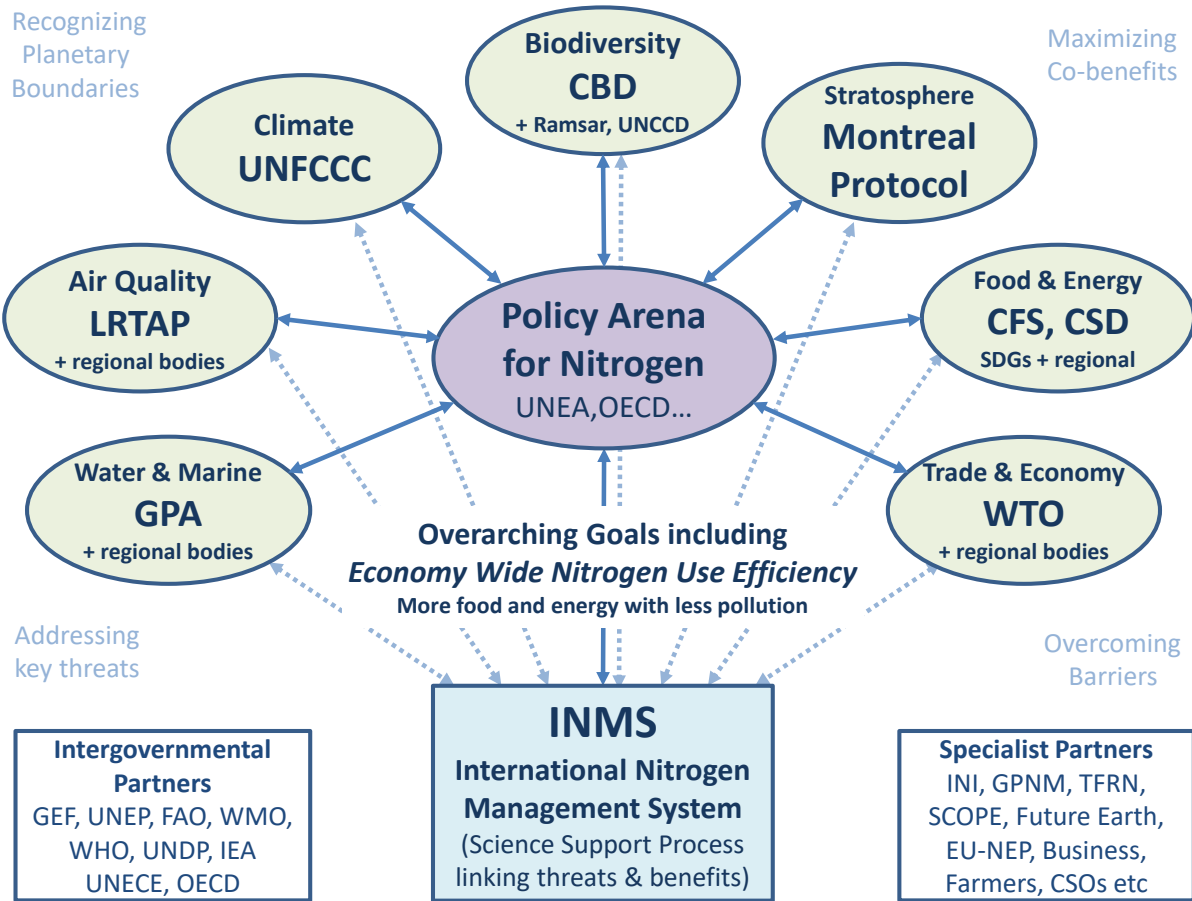 Recognizing
Planetary
Boundaries
Biodiversity
CBD
+ Ramsar, UNCCD
Maximizing
Co-benefits
Climate
UNFCCC
Stratosphere
Montreal
Protocol
Air Quality
LRTAP
+ regional bodies
Policy Arena
for Nitrogen
UNEA,OECD...
Food & Energy
CFS, CSD
SDGs + regional
Water & Marine
GPA
+ regional bodies
Trade & Economy
WTO
+ regional bodies
Overarching Goals including
Economy Wide Nitrogen Use Efficiency
More food and energy with less pollution
Addressing
key threats
Overcoming
Barriers
Intergovernmental
Partners
GEF, UNEP, FAO, WMO,
WHO, UNDP, IEA
UNECE, OECD
INMS
International Nitrogen
Management System
(Science Support Process
linking threats & benefits)
Specialist Partners
INI, GPNM, TFRN,
SCOPE, Future Earth,
EU-NEP, Business,
Farmers, CSOs etc